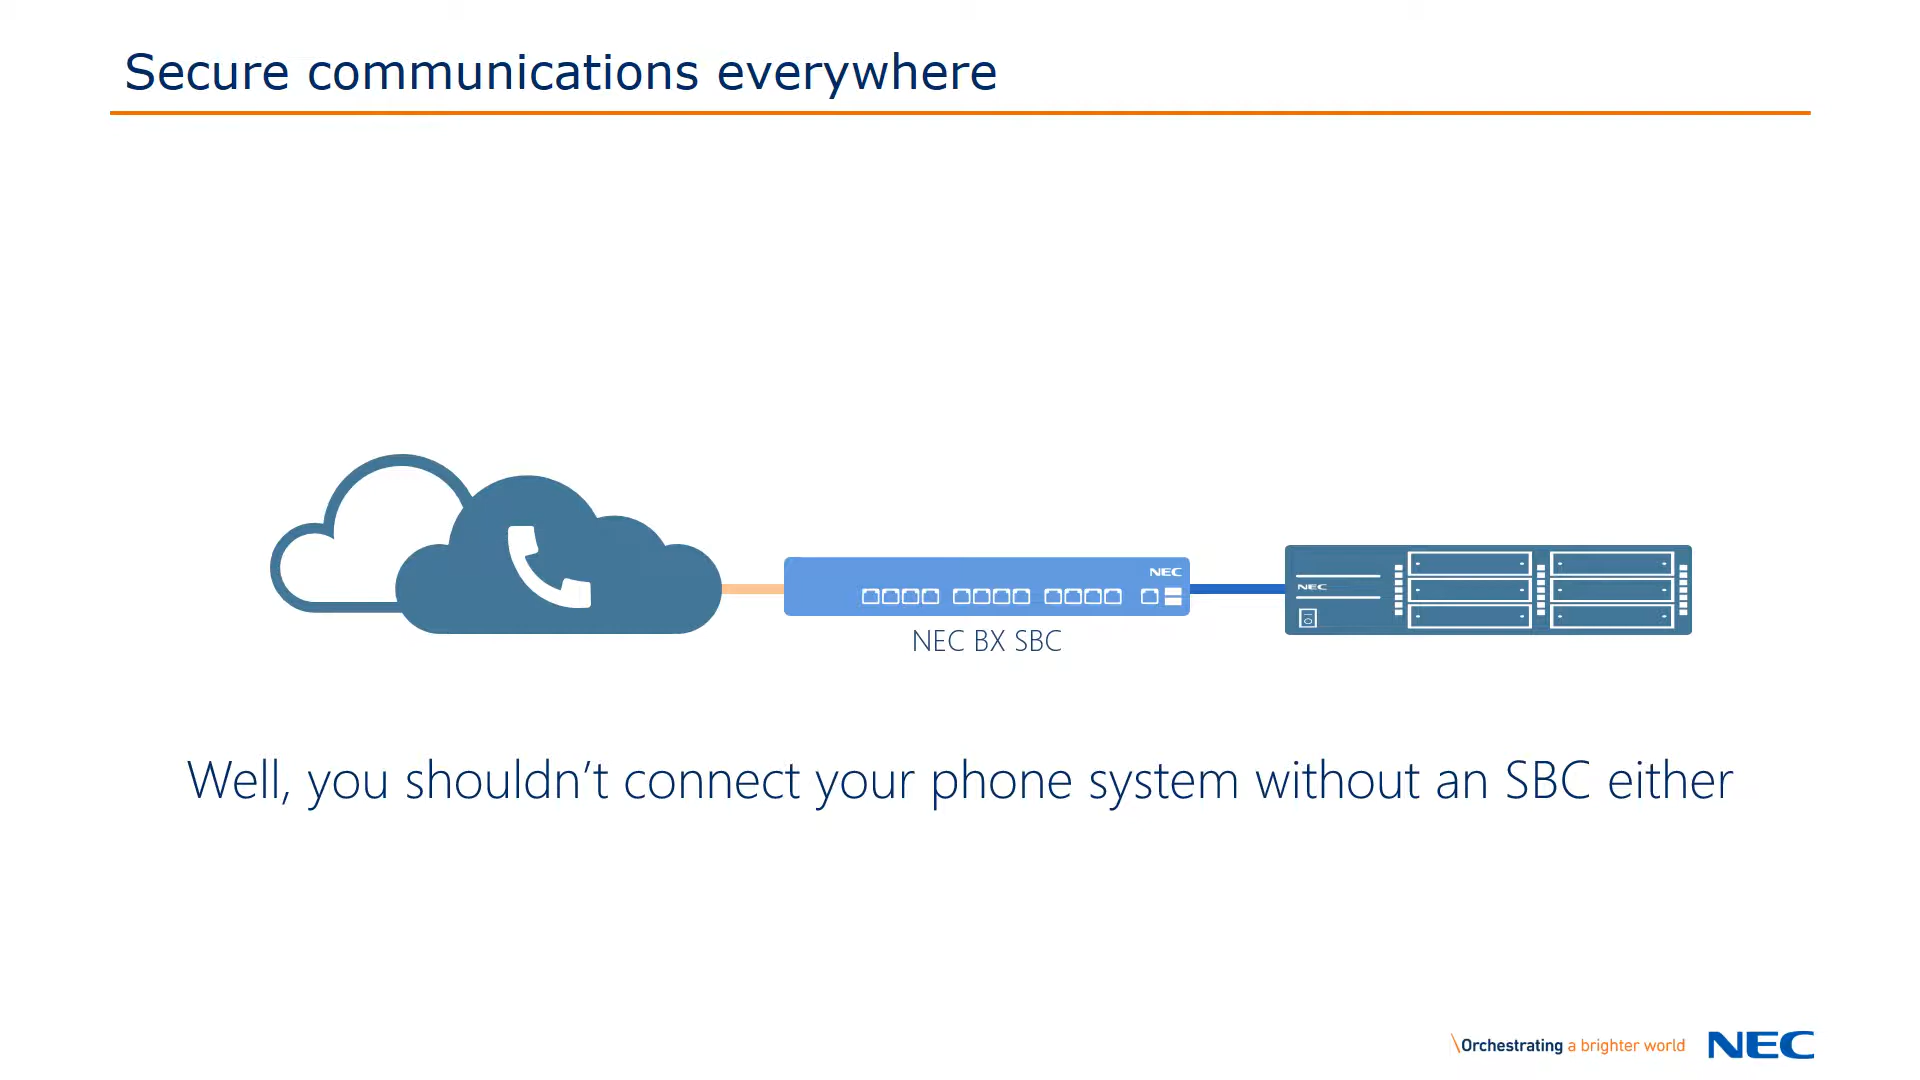 Secure communications everywhere
NEC
NEC
NEC BX SBC
Well, you shouldn’t connect your phone system without an SBC either
\Orchestrating a brighter world
NEC